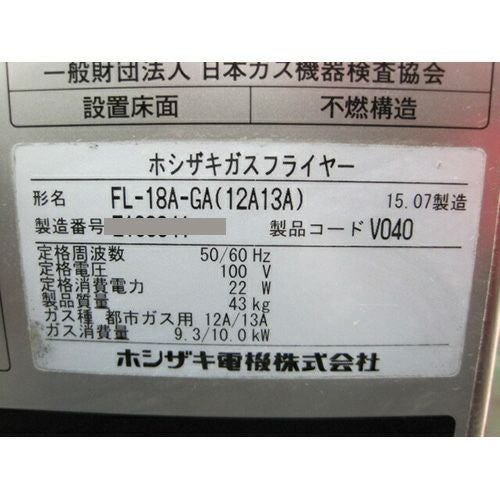 一般財団法人 日本ガス機器検査協会
設置床面 不燃構造
ホシザキガスフライヤー
形名 FL-18A-GA(12A13A) 15.07製造
製造番号 製品コード V040
定格周波数 50/60 Hz
定格電圧 100 V
定格消費電力 22 W
製品質量 43 kg
ガス種 都市ガス用 12A/13A
ガス消費量 9.3/10.0 kW
ホシザキ電機株式会社